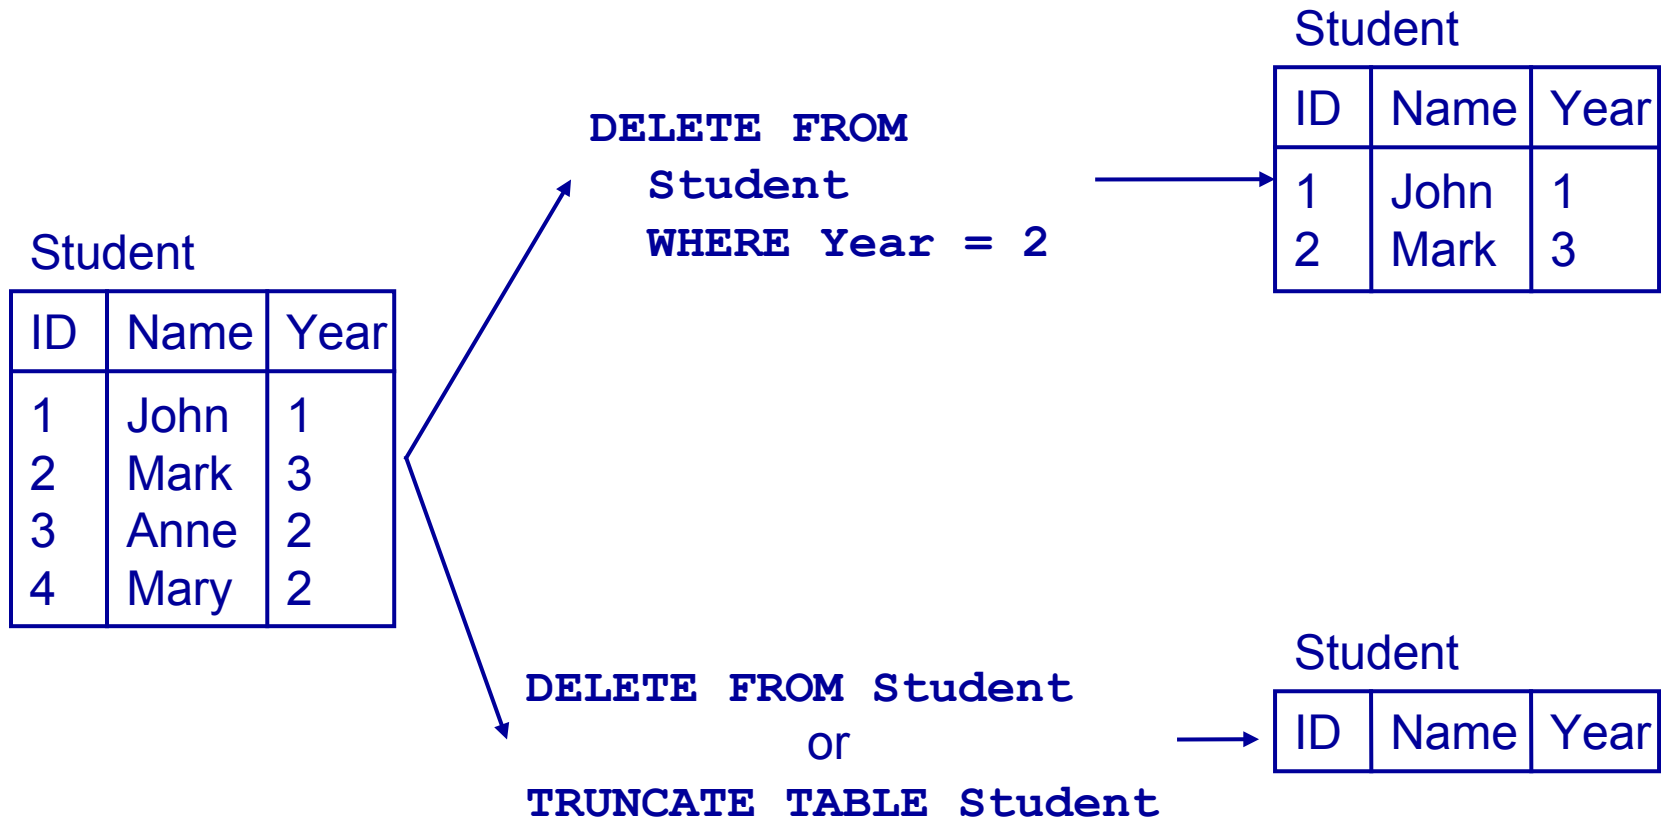 Student
ID Name Year
1 John 1
2 Mark 3
3 Anne 2
4 Mary 2
DELETE FROM
Student
WHERE Year = 2
Student
ID Name Year
1 John 1
2 Mark 3
DELETE FROM Student
or
TRUNCATE TABLE Student
Student
ID Name Year